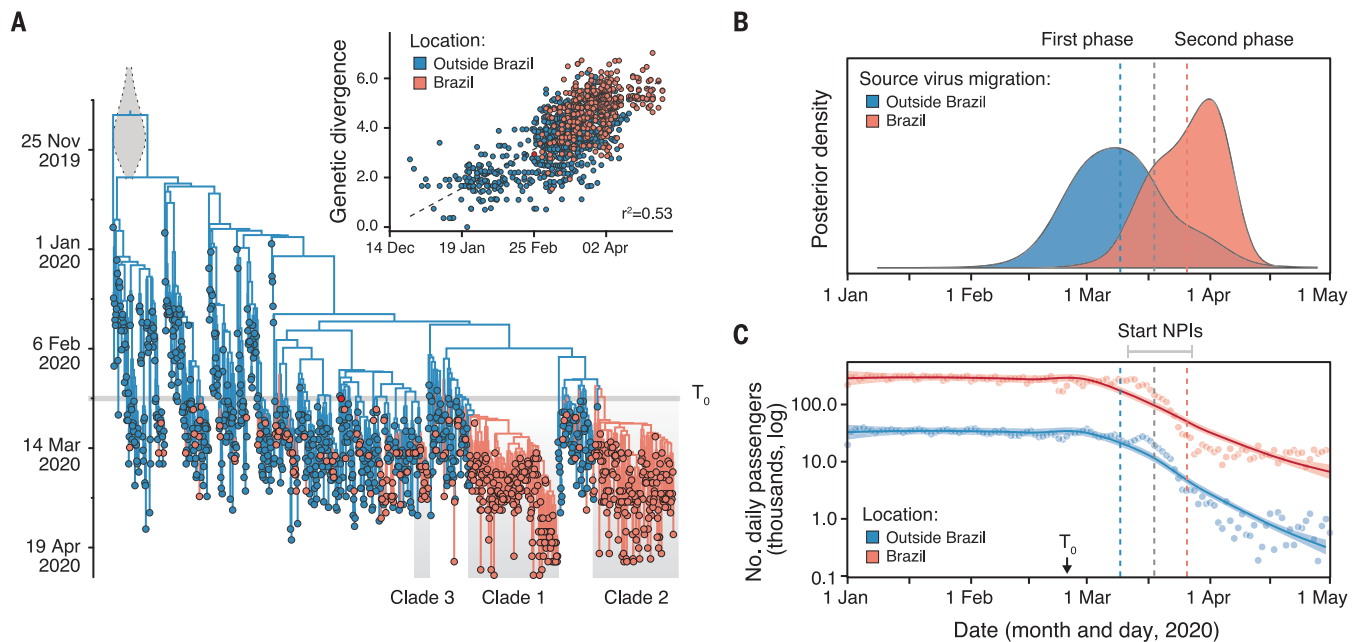 A
25 Nov
2019
1 Jan
2020
6 Feb
2020
14 Mar
2020
19 Apr
2020
T0
Clade 3
Clade 1
Clade 2
Genetic divergence
6.0
4.0
2.0
0.0
Location:
Outside Brazil
Brazil
r²=0.53
14 Dec
19 Jan
25 Feb
02 Apr
B
First phase
Second phase
Posterior density
Source virus migration:
Outside Brazil
Brazil
1 Jan
1 Feb
1 Mar
1 Apr
1 May
C
Start NPIs
No. daily passengers
(thousands, log)
100.0
10.0
1.0
0.1
Location:
Outside Brazil
Brazil
T0
1 Jan
1 Feb
1 Mar
1 Apr
1 May
Date (month and day, 2020)